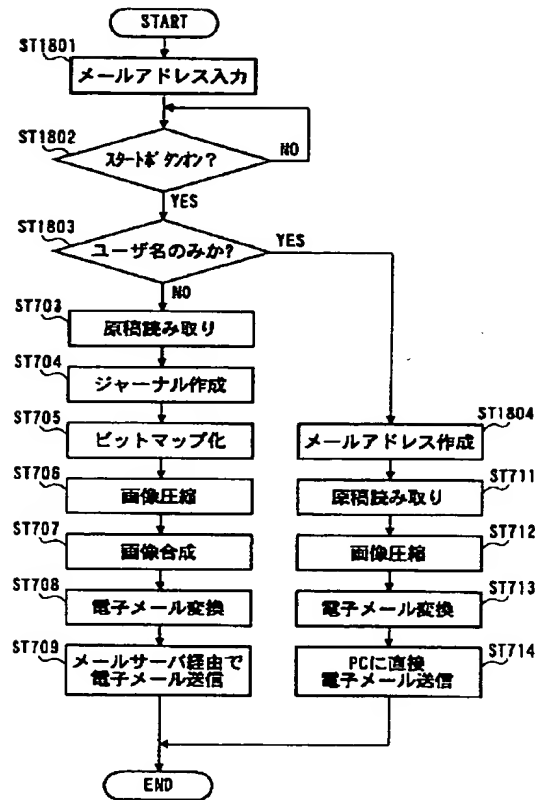 START
ST1801
メールアドレス入力
ST1802
スタートボタンオン?
NO
YES
ST1803
ユーザ名のみか?
YES
NO
ST703
原稿読み取り
ST704
ジャーナル作成
ST705
ビットマップ化
ST706
画像圧縮
ST707
画像合成
ST708
電子メール変換
ST709
メールサーバ経由で
電子メール送信
ST1804
メールアドレス作成
ST711
原稿読み取り
ST712
画像圧縮
ST713
電子メール変換
ST714
PCに直接
電子メール送信
END